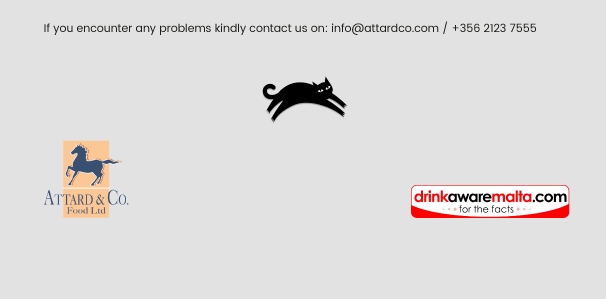 If you encounter any problems kindly contact us on: info@attardco.com / +356 2123 7555
ATTARD & CO.
Food Ltd
drinkawaremalta.com
for the facts